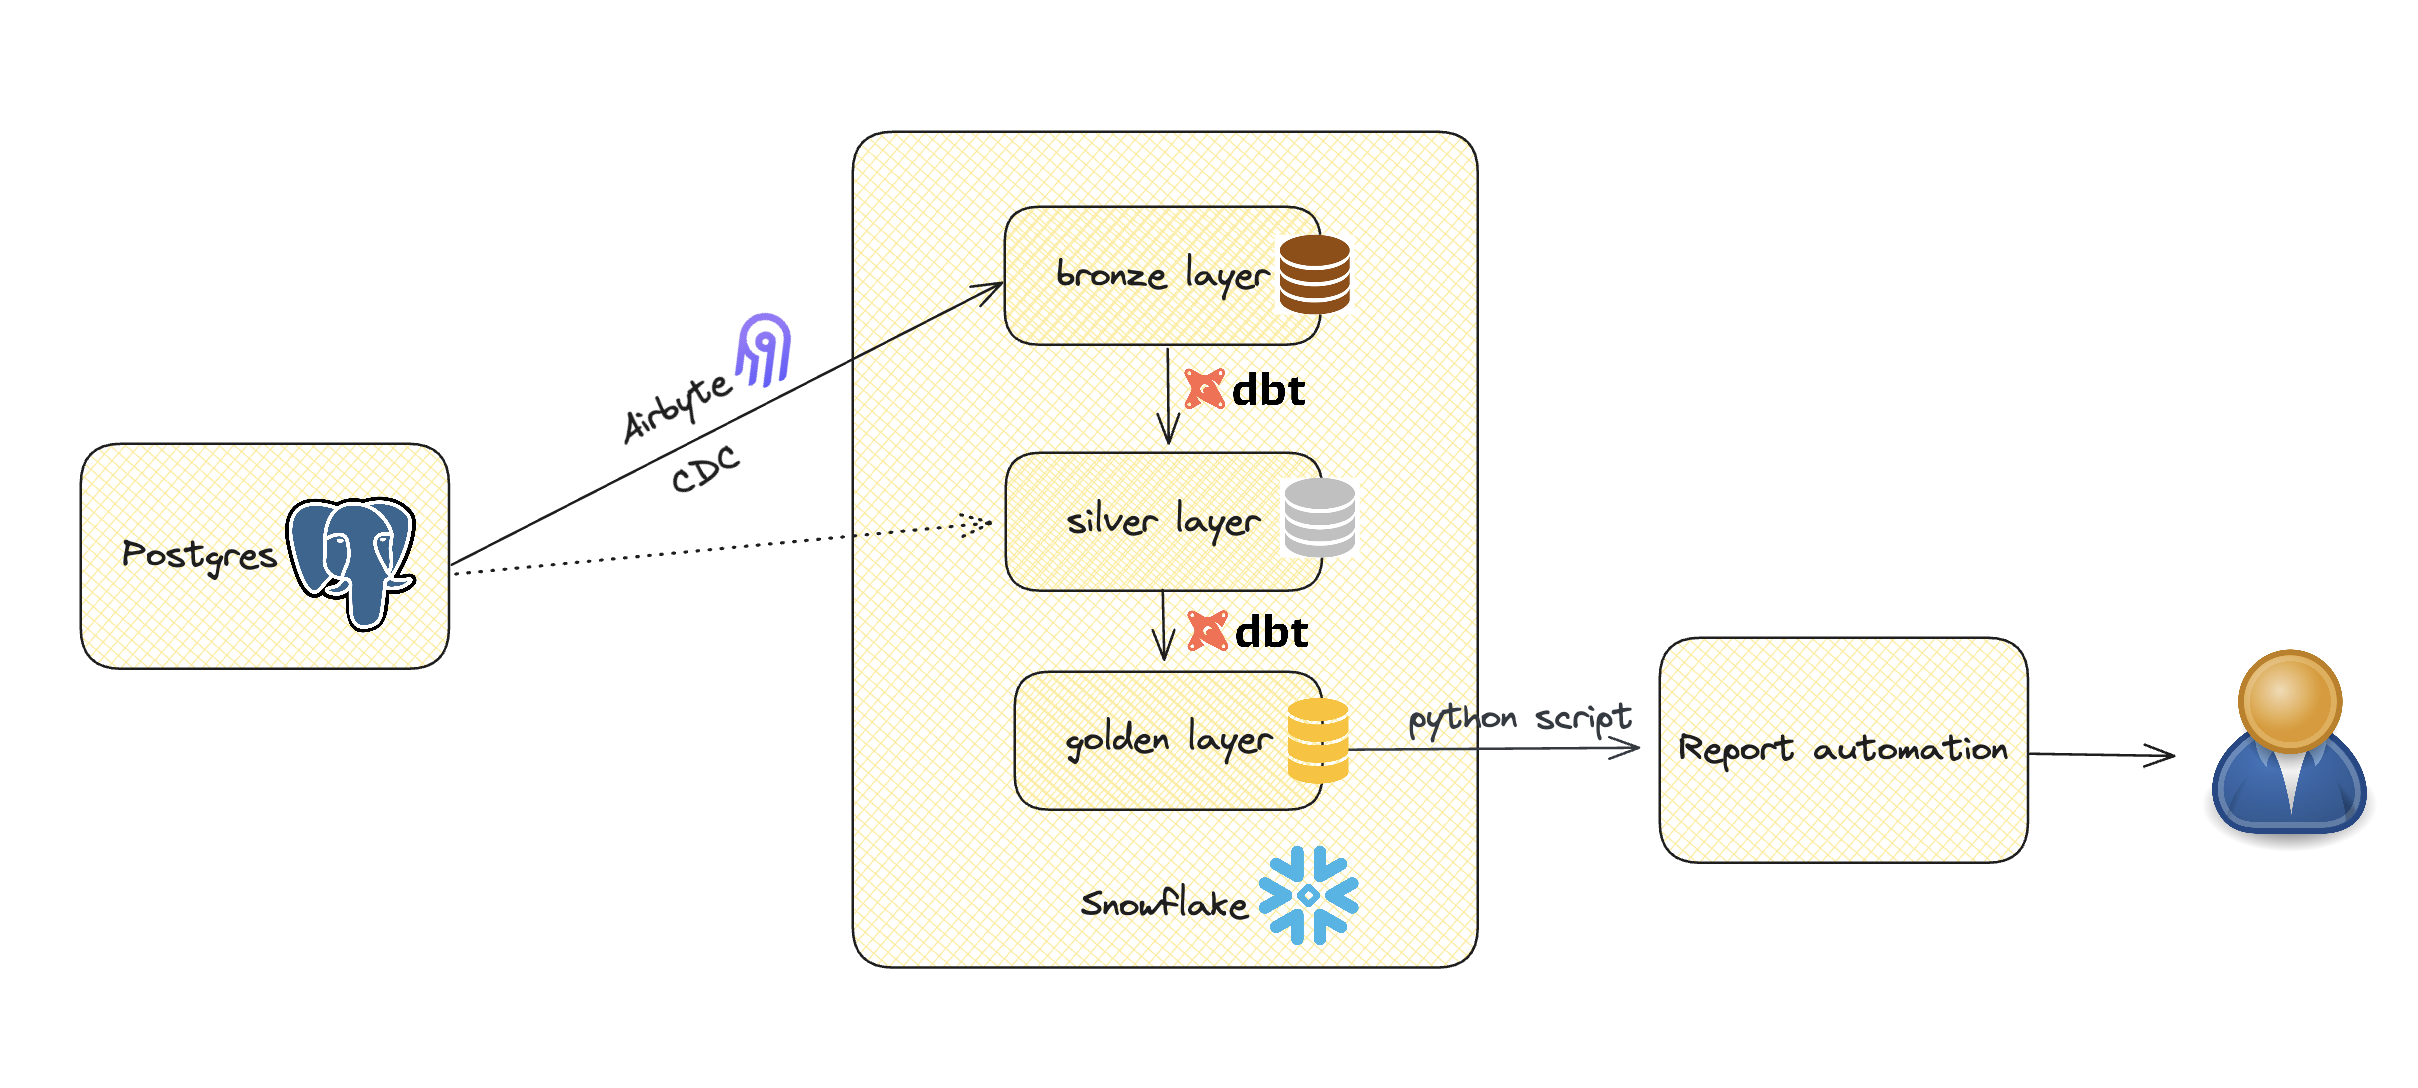 Postgres
Airbyte
CDC
bronze layer
dbt
silver layer
dbt
golden layer
Snowflake
python script
Report automation